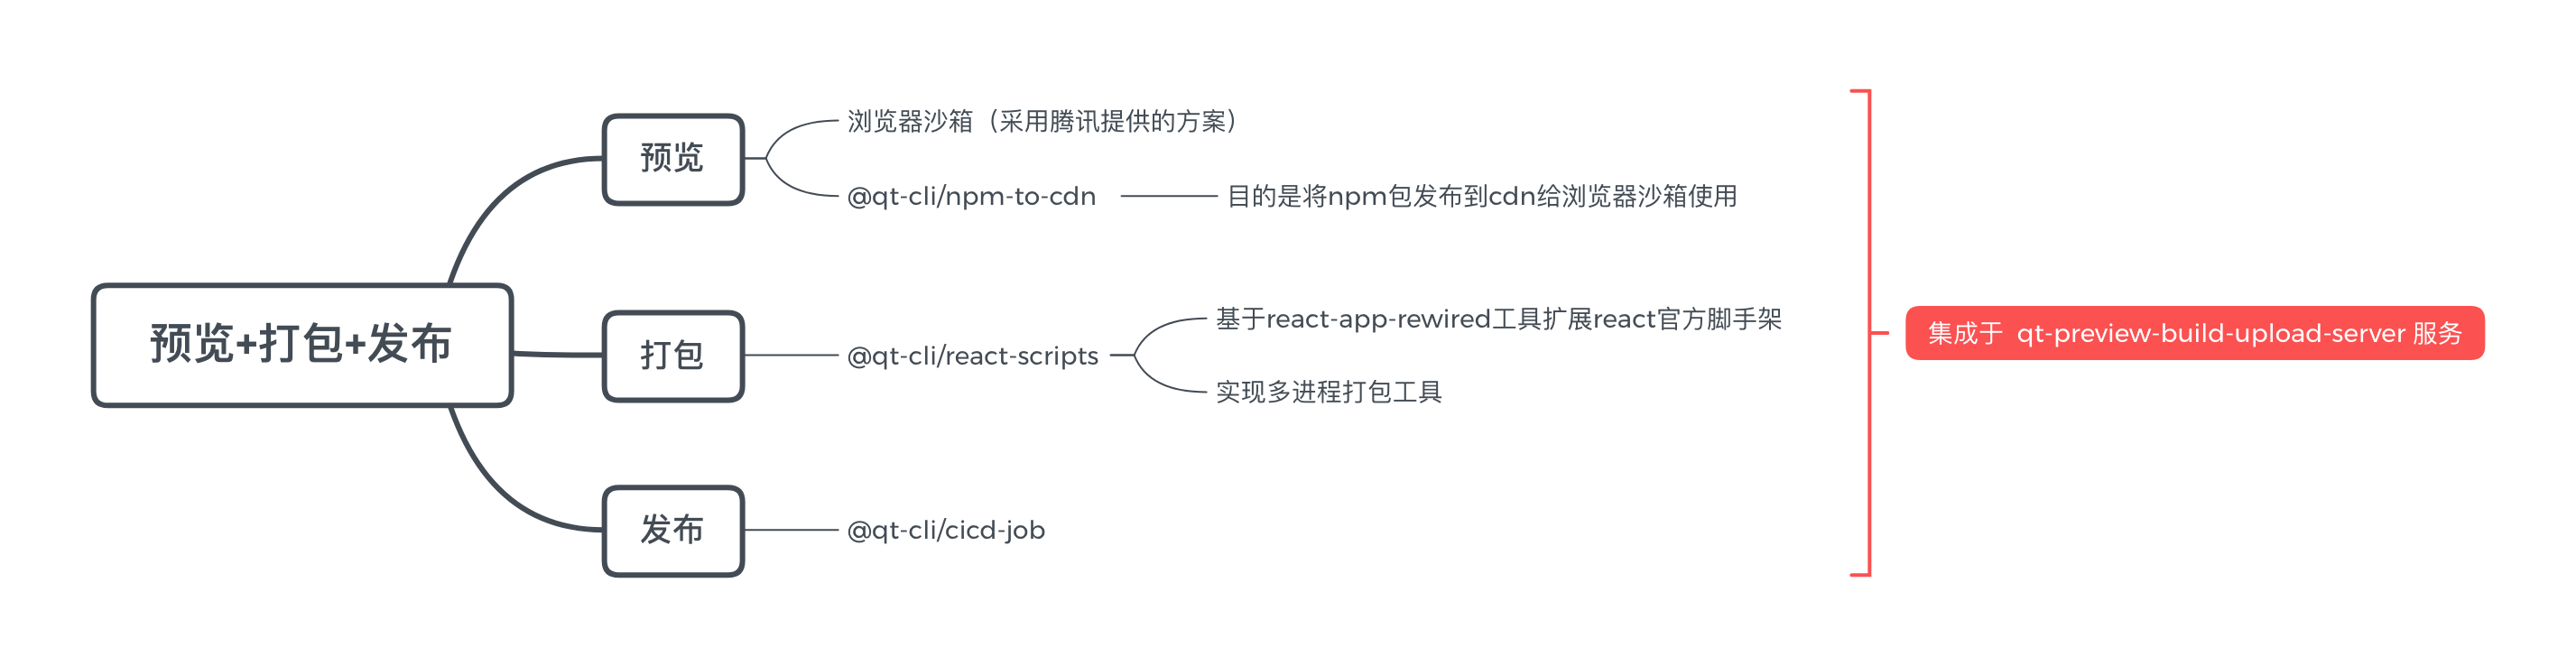 预览+打包+发布
预览
浏览器沙箱（采用腾讯提供的方案）
@qt-cli/npm-to-cdn
目的是将npm包发布到cdn给浏览器沙箱使用
打包
@qt-cli/react-scripts
基于react-app-rewired工具扩展react官方脚手架
实现多进程打包工具
发布
@qt-cli/cicd-job
集成于 qt-preview-build-upload-server 服务